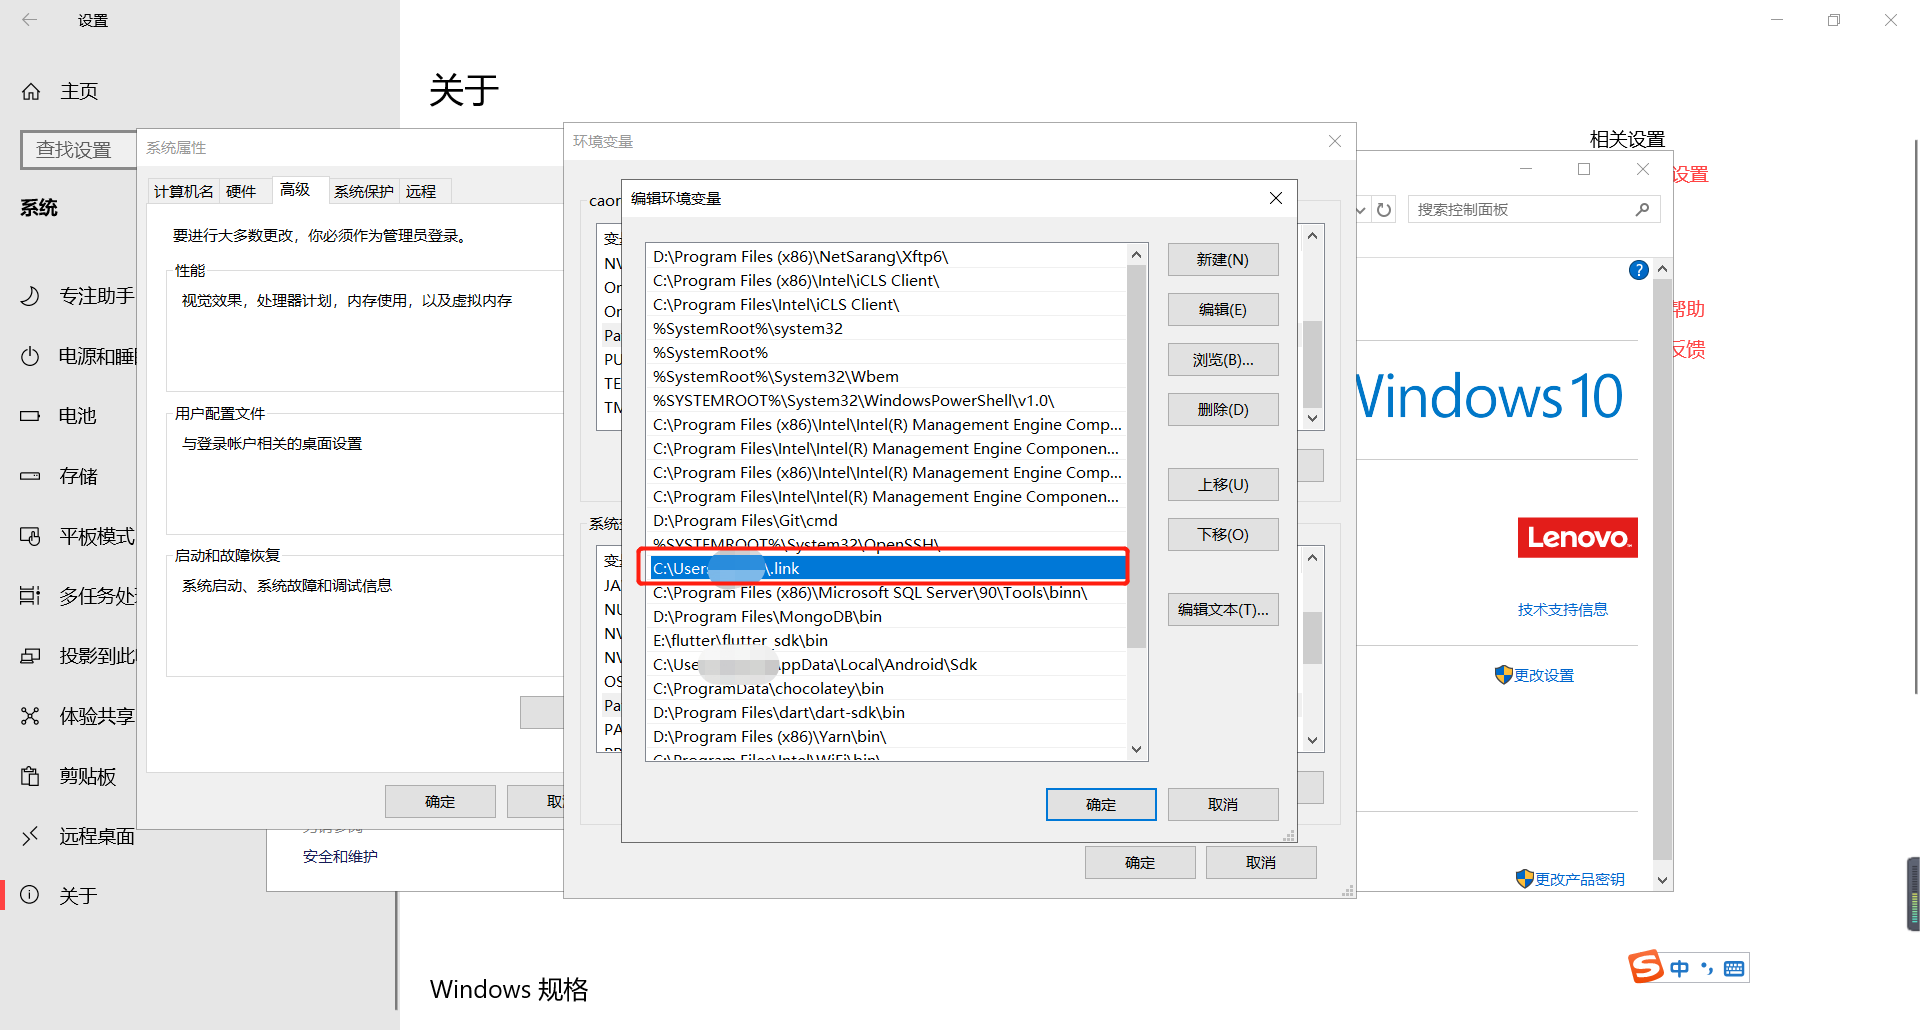 设置
主页
查找设置
系统
专注助手
电源和睡
电池
存储
平板模式
多任务处
投影到此
体验共享
剪贴板
远程桌面
关于
关于
Windows 规格
系统属性
计算机名
硬件
高级
系统保护
远程
要进行大多数更改，你必须作为管理员登录。
性能
视觉效果，处理器计划，内存使用，以及虚拟内存
用户配置文件
与登录帐户相关的桌面设置
启动和故障恢复
系统启动、系统故障和调试信息
确定
取
安全和维护
环境变量
caor
变
NV
Or
Or
Pa
PU
TE
TM
系统
变
JA
NU
NV
NV
OS
Pa
PA
确定
取消
编辑环境变量
D:\Program Files (x86)\NetSarang\Xftp6\
C:\Program Files (x86)\Intel\iCLS Client\
C:\Program Files\Intel\iCLS Client\
%SystemRoot%\system32
%SystemRoot%
%SystemRoot%\System32\Wbem
%SYSTEMROOT%\System32\WindowsPowerShell\v1.0\
C:\Program Files (x86)\Intel\Intel(R) Management Engine Comp...
C:\Program Files\Intel\Intel(R) Management Engine Componen...
C:\Program Files (x86)\Intel\Intel(R) Management Engine Comp...
C:\Program Files\Intel\Intel(R) Management Engine Componen...
D:\Program Files\Git\cmd
%SYSTEMROOT%\System32\OpenSSH\
C:\User \.link
C:\Program Files (x86)\Microsoft SQL Server\90\Tools\binn\
D:\Program Files\MongoDB\bin
E:\flutter\flutter_sdk\bin
C:\Use ppData\Local\Android\Sdk
C:\ProgramData\chocolatey\bin
D:\Program Files\dart\dart-sdk\bin
D:\Program Files (x86)\Yarn\bin\
C:\Program Files\Intel\WiFi\bin\
新建(N)
编辑(E)
浏览(B)...
删除(D)
上移(U)
下移(O)
编辑文本(T)...
确定
取消
相关设置
设置
帮助
反馈
搜索控制面板
?
Windows 10
Lenovo
技术支持信息
更改设置
更改产品密钥
S 中